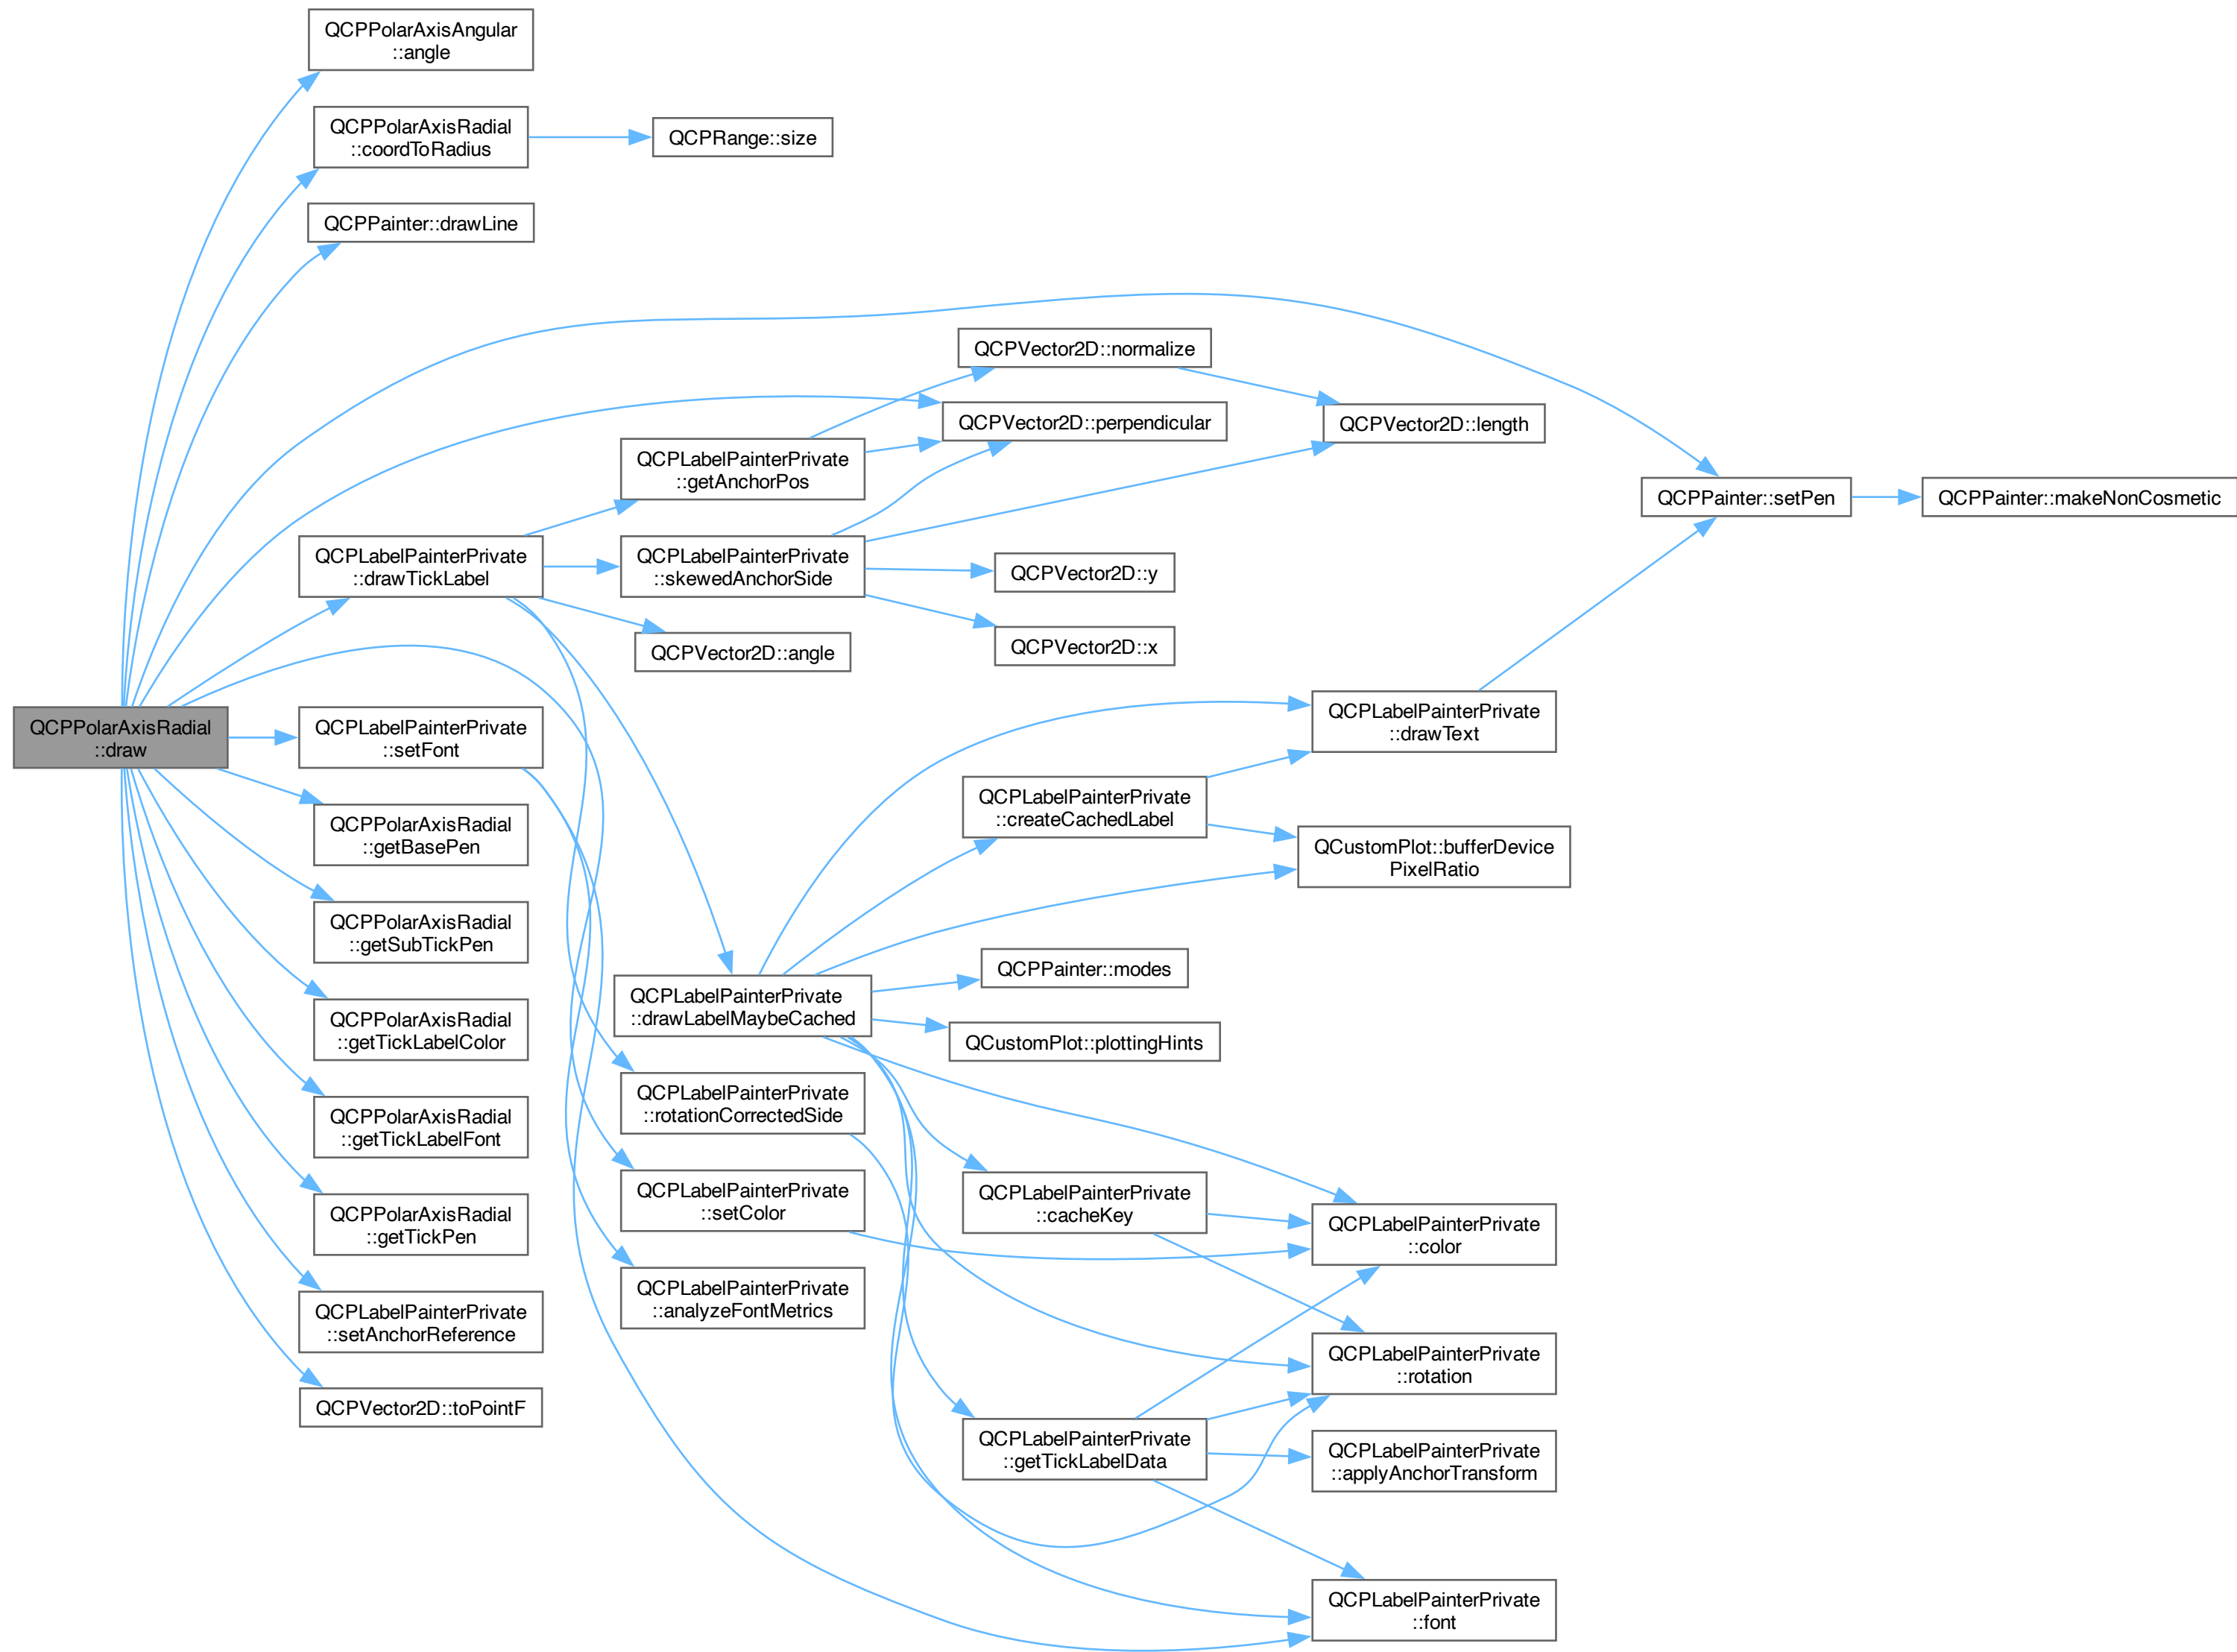 QCPPolarAxisRadial
::draw
QCPPolarAxisAngular
::angle
QCPPolarAxisRadial
::coordToRadius
QCPPainter::drawLine
QCPLabelPainterPrivate
::drawTickLabel
QCPLabelPainterPrivate
::setFont
QCPPolarAxisRadial
::getBasePen
QCPPolarAxisRadial
::getSubTickPen
QCPPolarAxisRadial
::getTickLabelColor
QCPPolarAxisRadial
::getTickLabelFont
QCPPolarAxisRadial
::getTickPen
QCPLabelPainterPrivate
::setAnchorReference
QCPVector2D::toPointF
QCPRange::size
QCPLabelPainterPrivate
::getAnchorPos
QCPLabelPainterPrivate
::skewedAnchorSide
QCPVector2D::angle
QCPLabelPainterPrivate
::drawLabelMaybeCached
QCPLabelPainterPrivate
::rotationCorrectedSide
QCPLabelPainterPrivate
::setColor
QCPLabelPainterPrivate
::analyzeFontMetrics
QCPVector2D::normalize
QCPVector2D::perpendicular
QCPVector2D::y
QCPVector2D::x
QCPLabelPainterPrivate
::createCachedLabel
QCPPainter::modes
QCustomPlot::plottingHints
QCPLabelPainterPrivate
::cacheKey
QCPLabelPainterPrivate
::getTickLabelData
QCPVector2D::length
QCPLabelPainterPrivate
::drawText
QCustomPlot::bufferDevice
PixelRatio
QCPLabelPainterPrivate
::color
QCPLabelPainterPrivate
::rotation
QCPLabelPainterPrivate
::applyAnchorTransform
QCPLabelPainterPrivate
::font
QCPPainter::setPen
QCPPainter::makeNonCosmetic